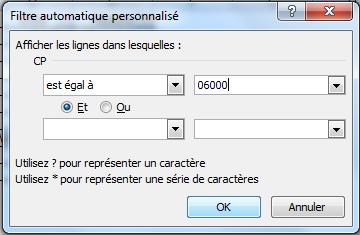 Filtre automatique personnalisé
Afficher les lignes dans lesquelles :
CP
est égal à 06000
Et Ou
Utilisez ? pour représenter un caractère
Utilisez * pour représenter une série de caractères
OK Annuler